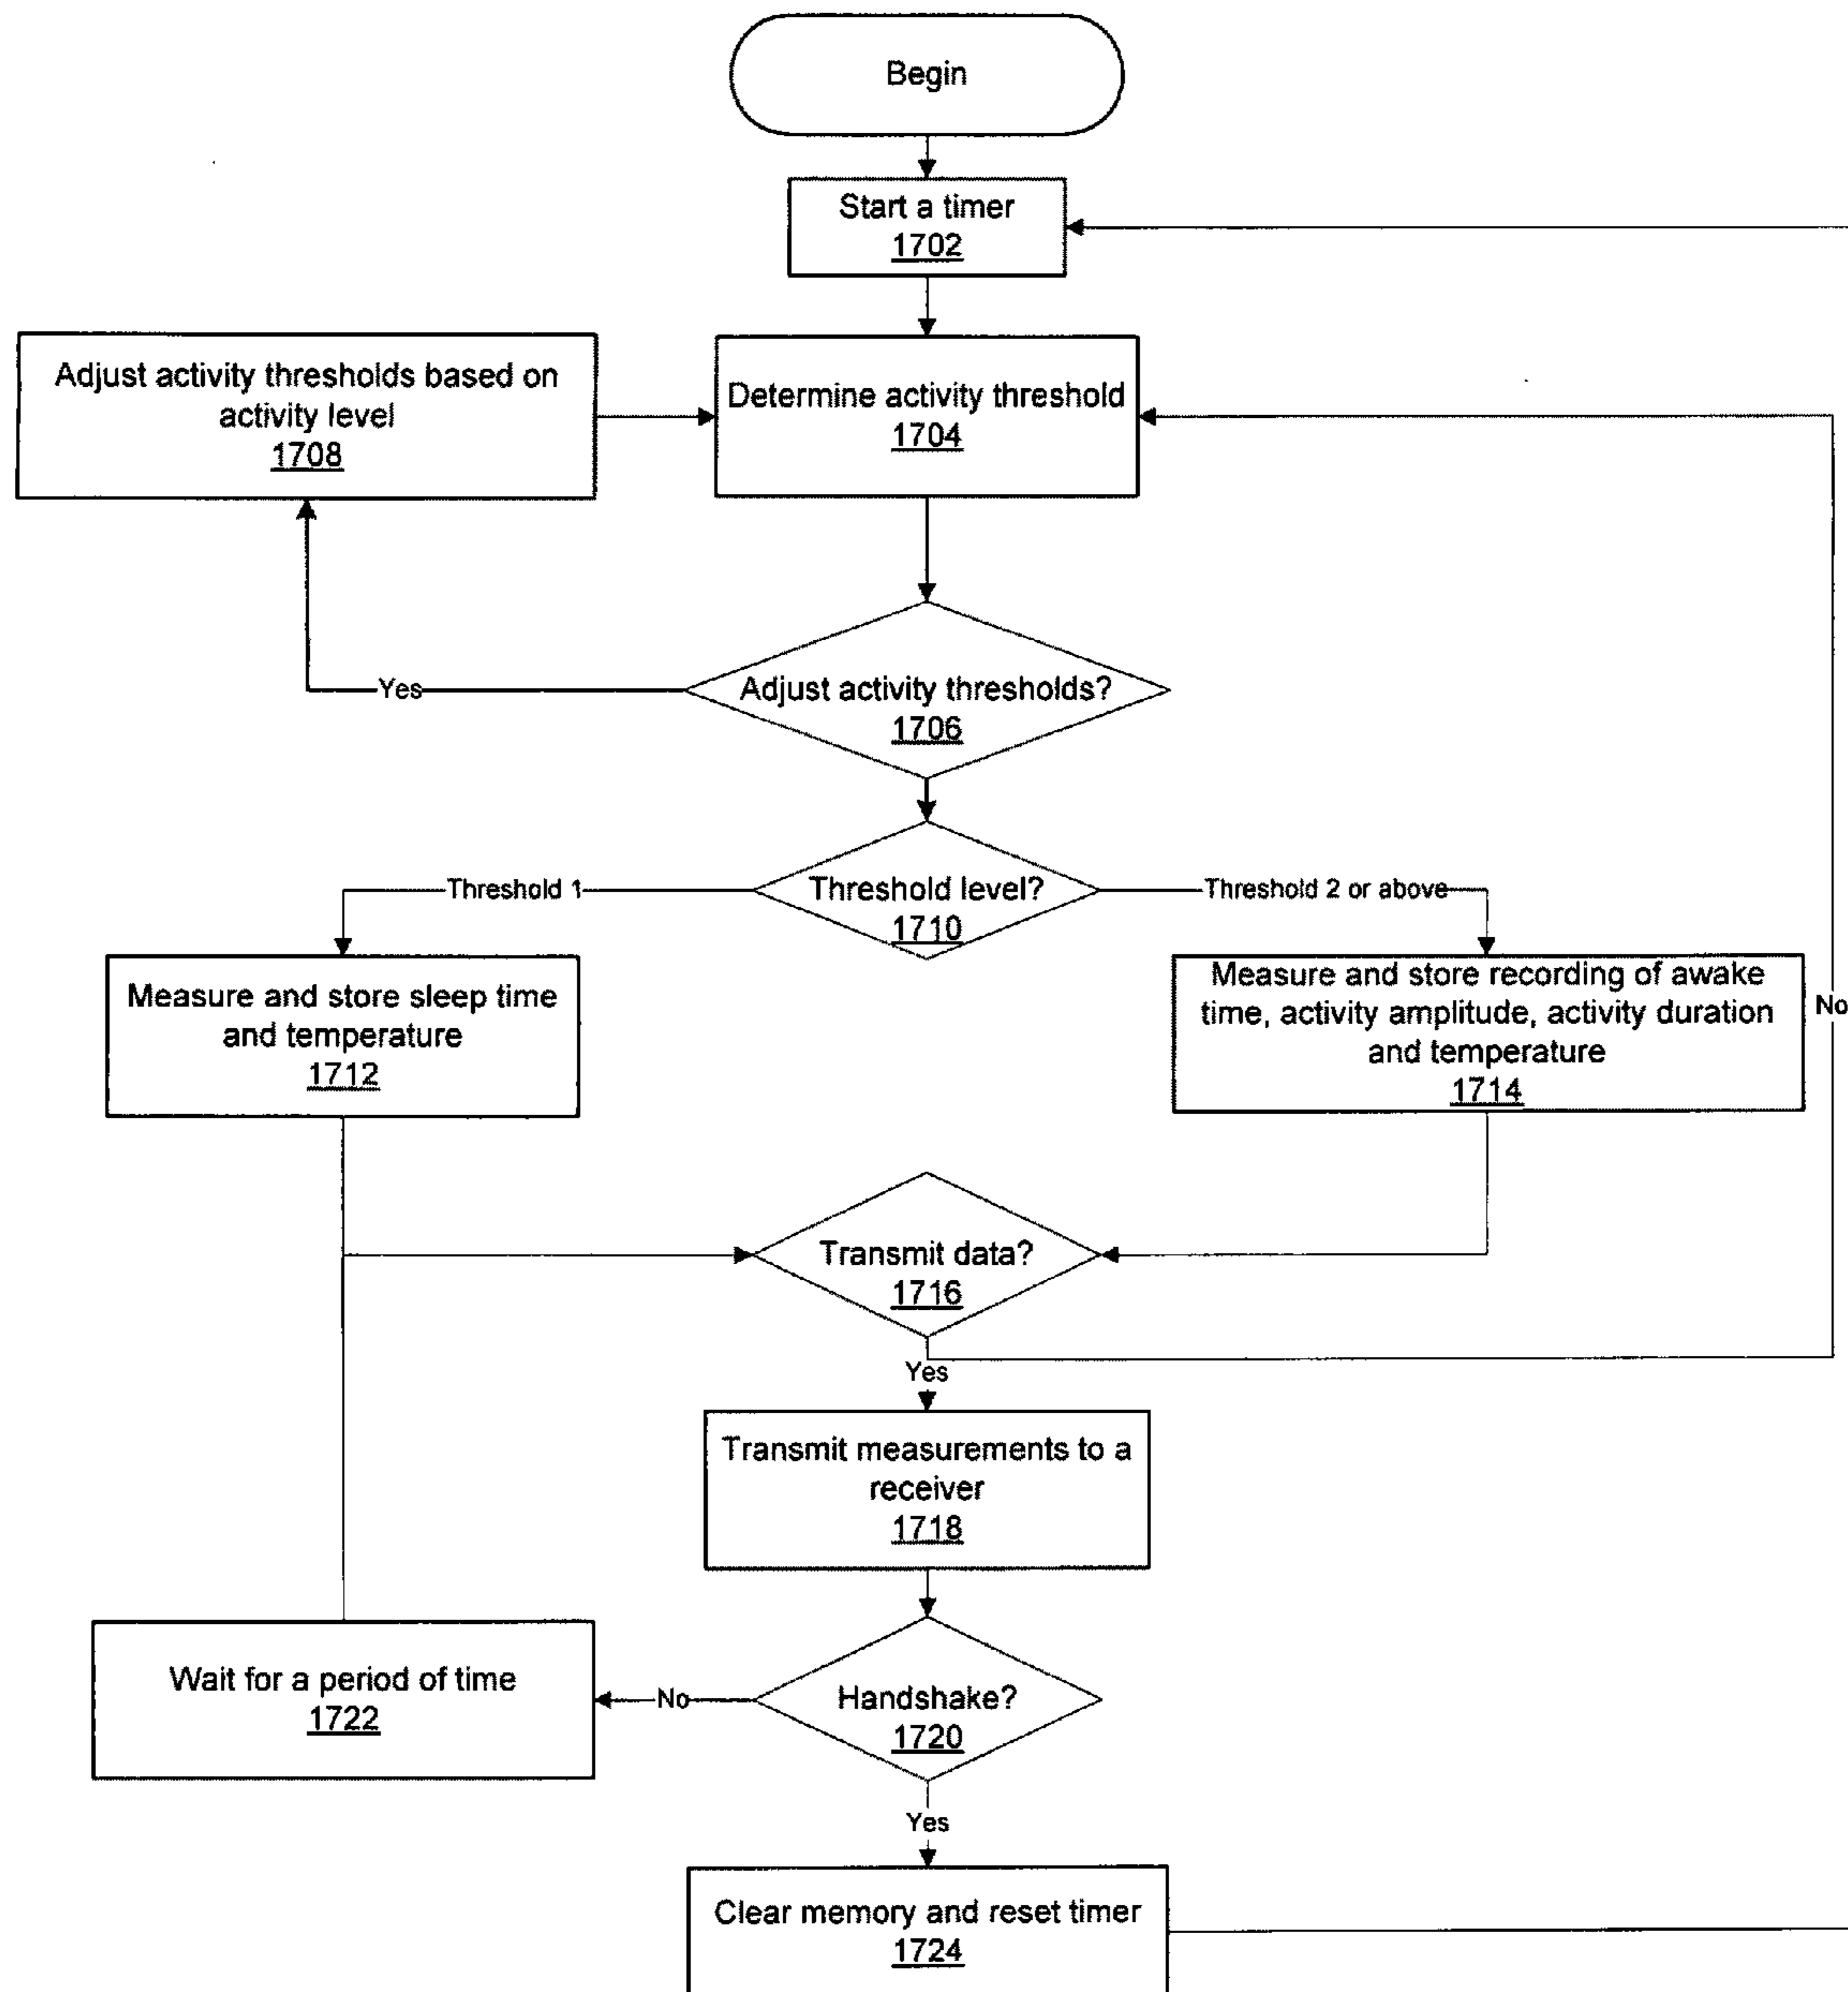 Begin
Start a timer
1702
Adjust activity thresholds based on
activity level
1708
Determine activity threshold
1704
Yes
Adjust activity thresholds?
1706
Threshold 1
Threshold level?
1710
Threshold 2 or above
Measure and store sleep time
and temperature
1712
Measure and store recording of awake
time, activity amplitude, activity duration
and temperature
1714
No
Transmit data?
1716
Yes
Transmit measurements to a
receiver
1718
Wait for a period of time
1722
No
Handshake?
1720
Yes
Clear memory and reset timer
1724